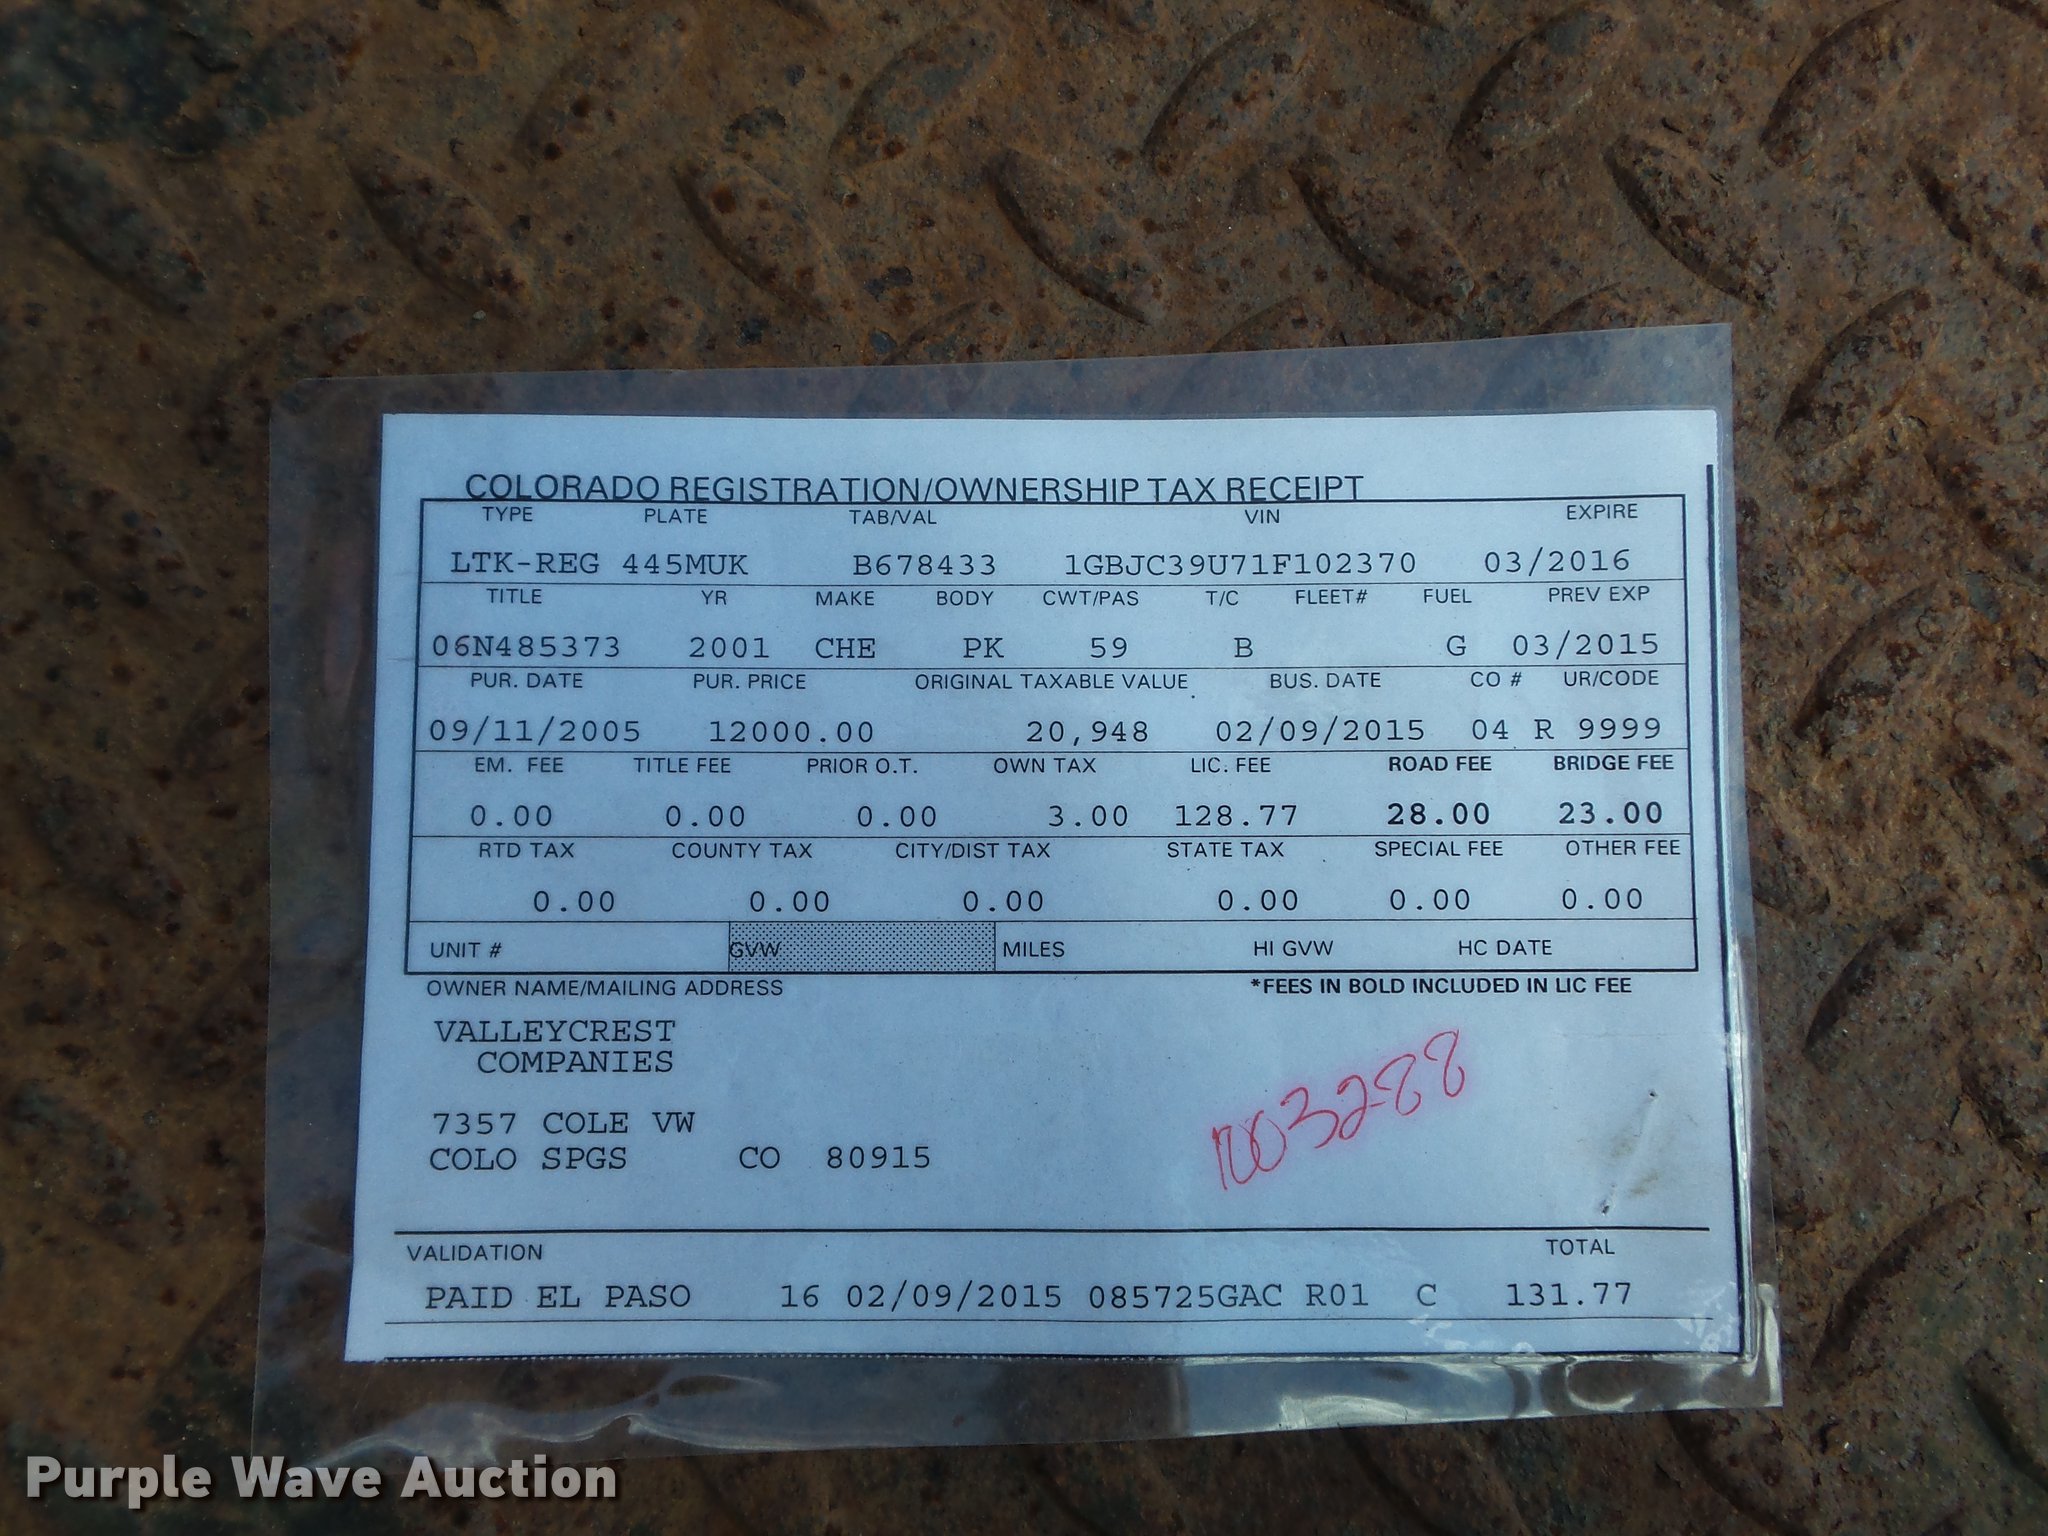 COLORADO REGISTRATION/OWNERSHIP TAX RECEIPT
TYPE PLATE TAB/VAL VIN EXPIRE
LTK-REG 445MUK B678433 1GBJC39U71F102370 03/2016
TITLE YR MAKE BODY CWT/PAS T/C FLEET# FUEL PREV EXP
06N485373 2001 CHE PK 59 B G 03/2015
PUR. DATE PUR. PRICE ORIGINAL TAXABLE VALUE BUS. DATE CO # UR/CODE
09/11/2005 12000.00 20,948 02/09/2015 04 R 9999
EM. FEE TITLE FEE PRIOR O.T. OWN TAX LIC. FEE ROAD FEE BRIDGE FEE
0.00 0.00 0.00 3.00 128.77 28.00 23.00
RTD TAX COUNTY TAX CITY/DIST TAX STATE TAX SPECIAL FEE OTHER FEE
0.00 0.00 0.00 0.00 0.00 0.00
UNIT # GVW MILES HI GVW HC DATE
OWNER NAME/MAILING ADDRESS *FEES IN BOLD INCLUDED IN LIC FEE
VALLEYCREST
COMPANIES
7357 COLE VW
COLO SPGS CO 80915
VALIDATION TOTAL
PAID EL PASO 16 02/09/2015 085725GAC R01 C 131.77
Purple Wave Auction